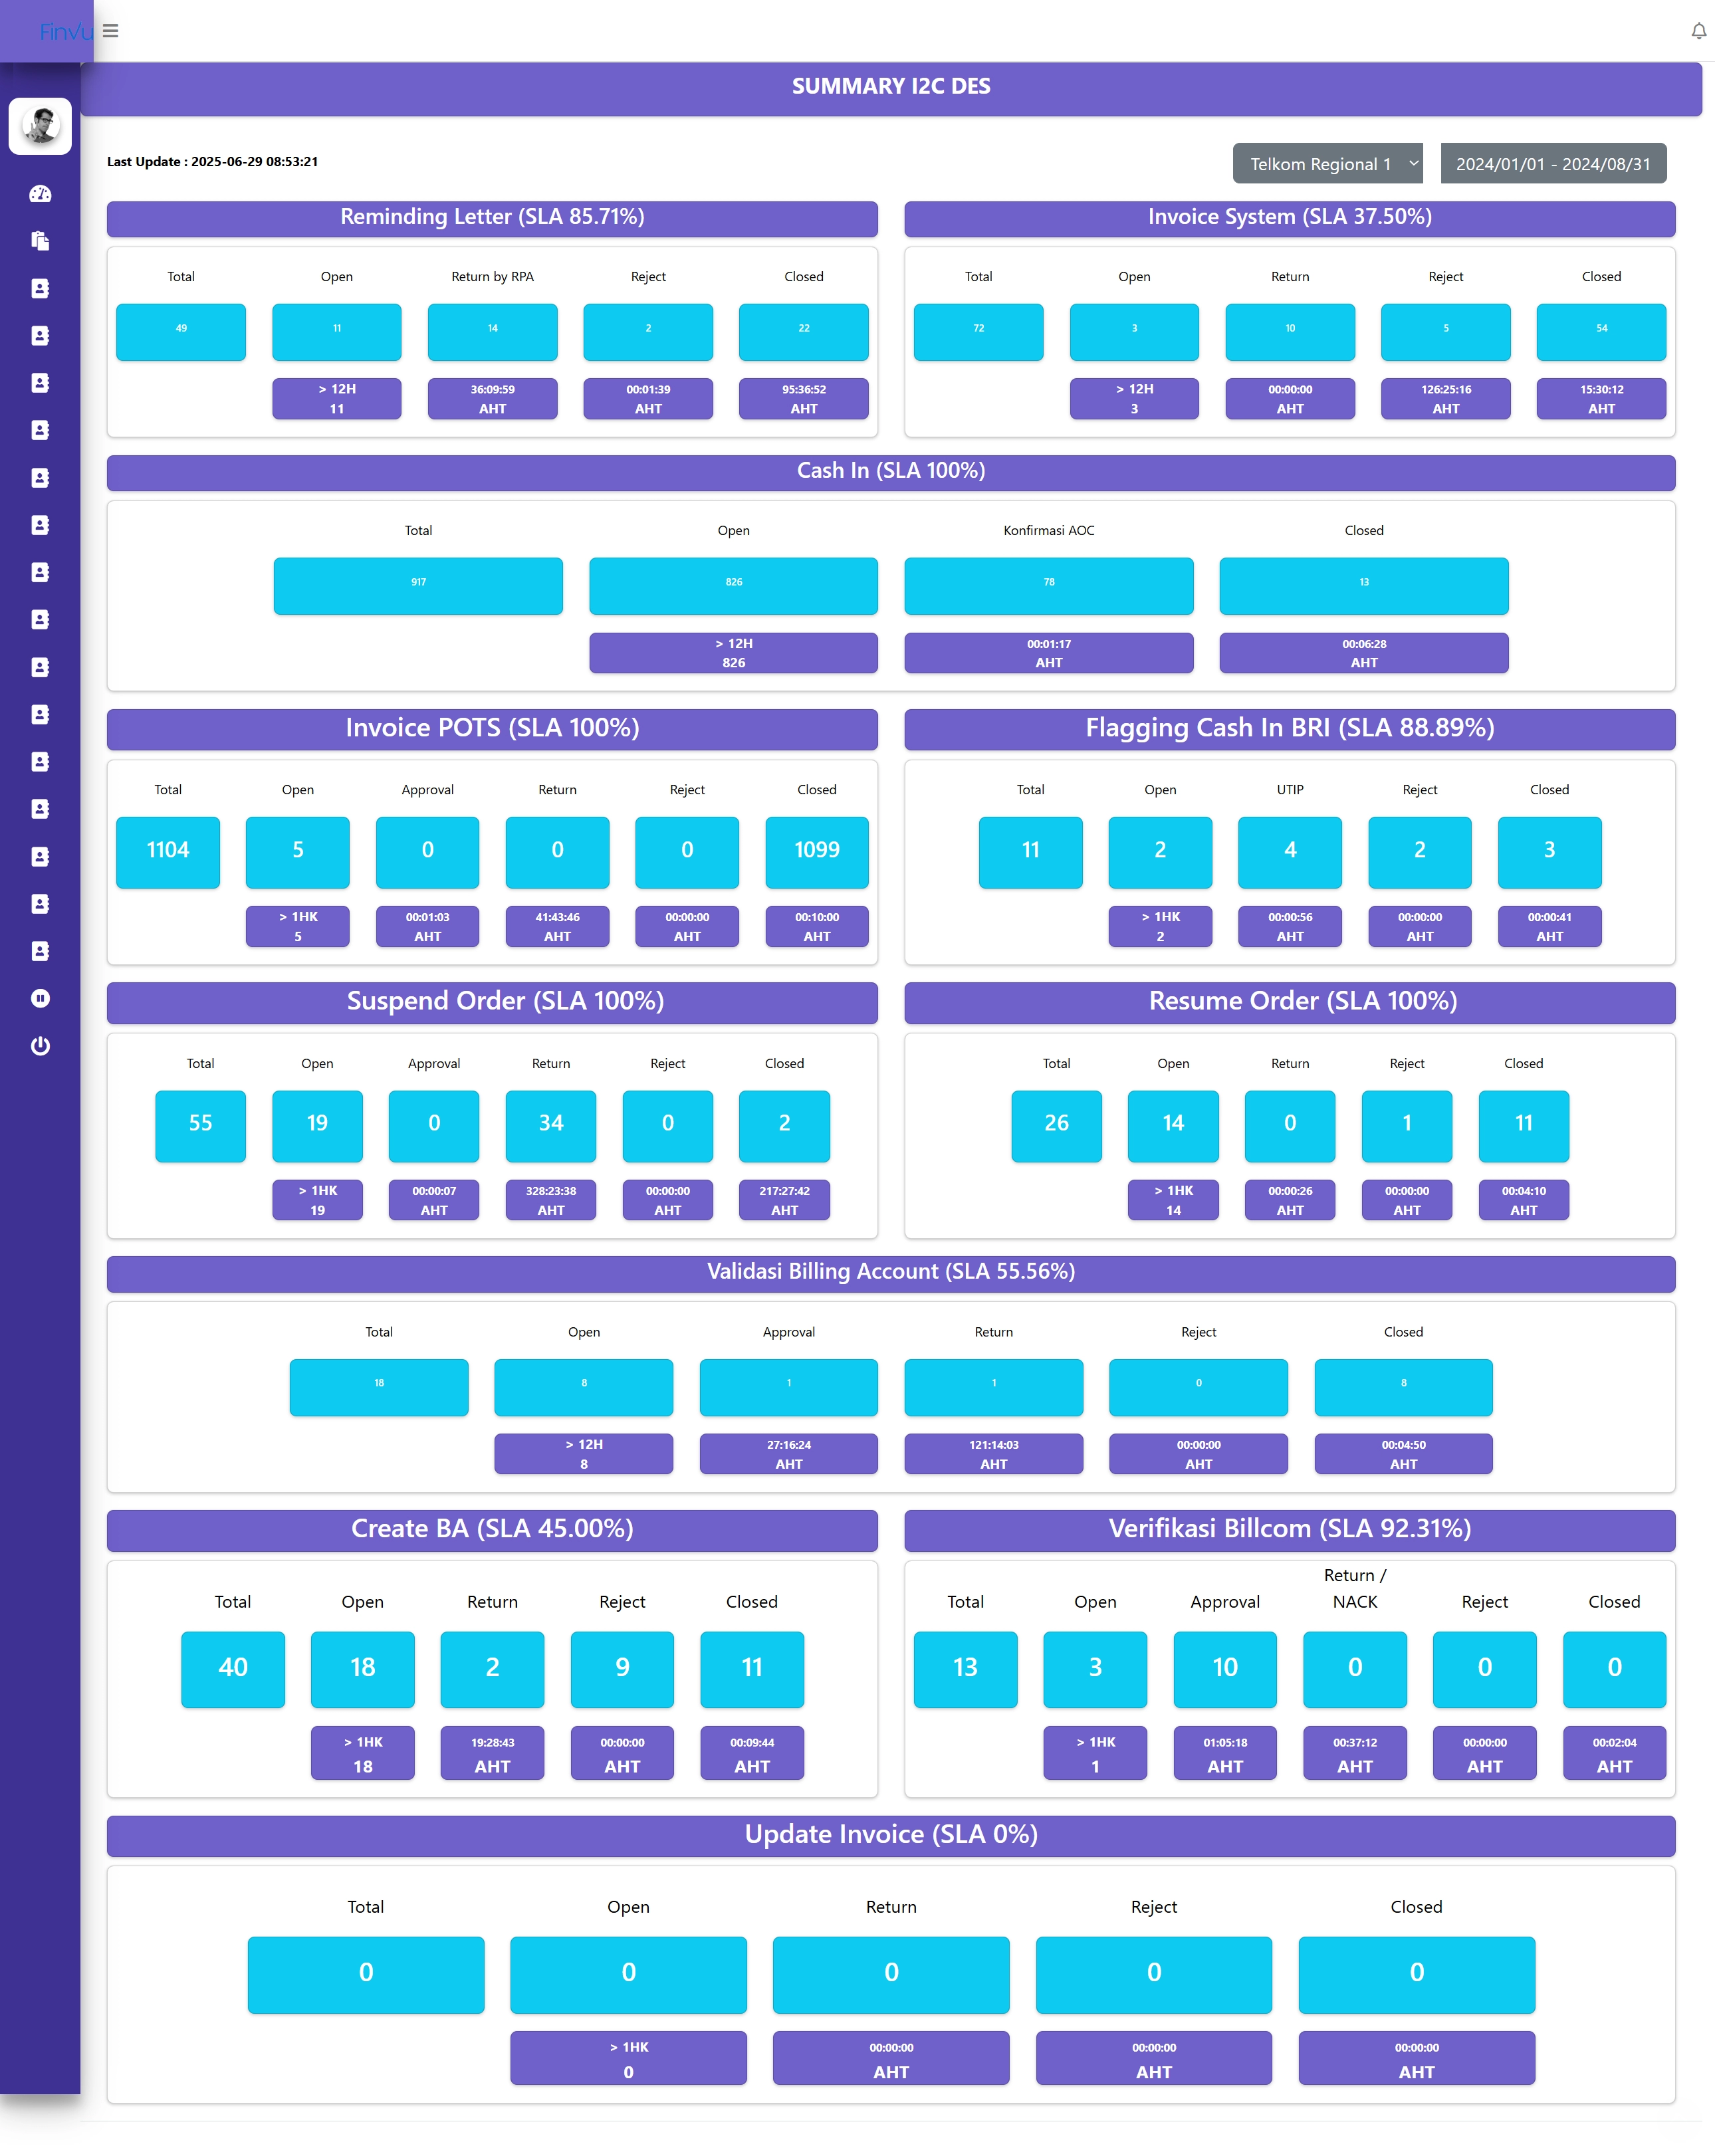 Finvu
SUMMARY I2C DES
Last Update : 2025-06-29 08:53:21
Telkom Regional 1
2024/01/01 - 2024/08/31
Reminding Letter (SLA 85.71%)
Total Open Return by RPA Reject Closed
49 11 14 2 22
> 12H 36:09:59 00:01:39 95:36:52
11 AHT AHT AHT
Invoice System (SLA 37.50%)
Total Open Return Reject Closed
72 3 10 5 54
> 12H 00:00:00 126:25:16 15:30:12
3 AHT AHT AHT
Cash In (SLA 100%)
Total Open Konfirmasi AOC Closed
917 826 78 13
> 12H 00:01:17 00:06:28
826 AHT AHT
Invoice POTS (SLA 100%)
Total Open Approval Return Reject Closed
1104 5 0 0 0 1099
> 1HK 00:01:03 41:43:46 00:00:00 00:10:00
5 AHT AHT AHT AHT
Flagging Cash In BRI (SLA 88.89%)
Total Open UTIP Reject Closed
11 2 4 2 3
> 1HK 00:00:56 00:00:00 00:00:41
2 AHT AHT AHT
Suspend Order (SLA 100%)
Total Open Approval Return Reject Closed
55 19 0 34 0 2
> 1HK 00:00:07 328:23:38 00:00:00 217:27:42
19 AHT AHT AHT AHT
Resume Order (SLA 100%)
Total Open Return Reject Closed
26 14 0 1 11
> 1HK 00:00:26 00:00:00 00:04:10
14 AHT AHT AHT
Validasi Billing Account (SLA 55.56%)
Total Open Approval Return Reject Closed
18 8 1 1 0 8
> 12H 27:16:24 121:14:03 00:00:00 00:04:50
8 AHT AHT AHT AHT
Create BA (SLA 45.00%)
Total Open Return Reject Closed
40 18 2 9 11
> 1HK 19:28:43 00:00:00 00:09:44
18 AHT AHT AHT
Verifikasi Billcom (SLA 92.31%)
Return /
Total Open Approval NACK Reject Closed
13 3 10 0 0 0
> 1HK 01:05:18 00:37:12 00:00:00 00:02:04
1 AHT AHT AHT AHT
Update Invoice (SLA 0%)
Total Open Return Reject Closed
0 0 0 0 0
> 1HK 00:00:00 00:00:00 00:00:00
0 AHT AHT AHT